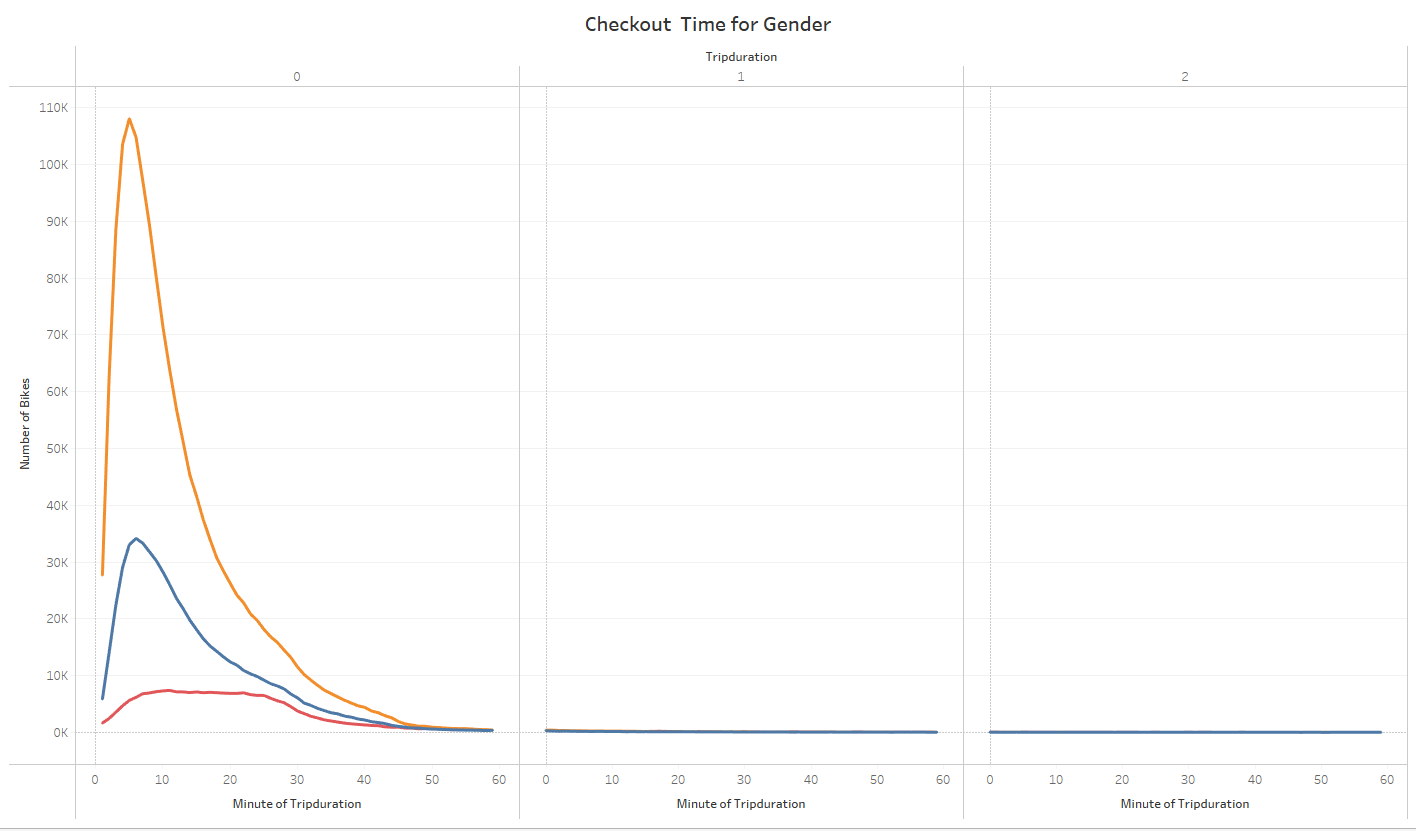 Checkout  Time for Gender
Tripduration
0 1 2
110K
100K
90K
80K
70K
60K
50K
40K
30K
20K
10K
0K
Number of Bikes
0 10 20 30 40 50 60 0 10 20 30 40 50 60 0 10 20 30 40 50 60
Minute of Tripduration Minute of Tripduration Minute of Tripduration